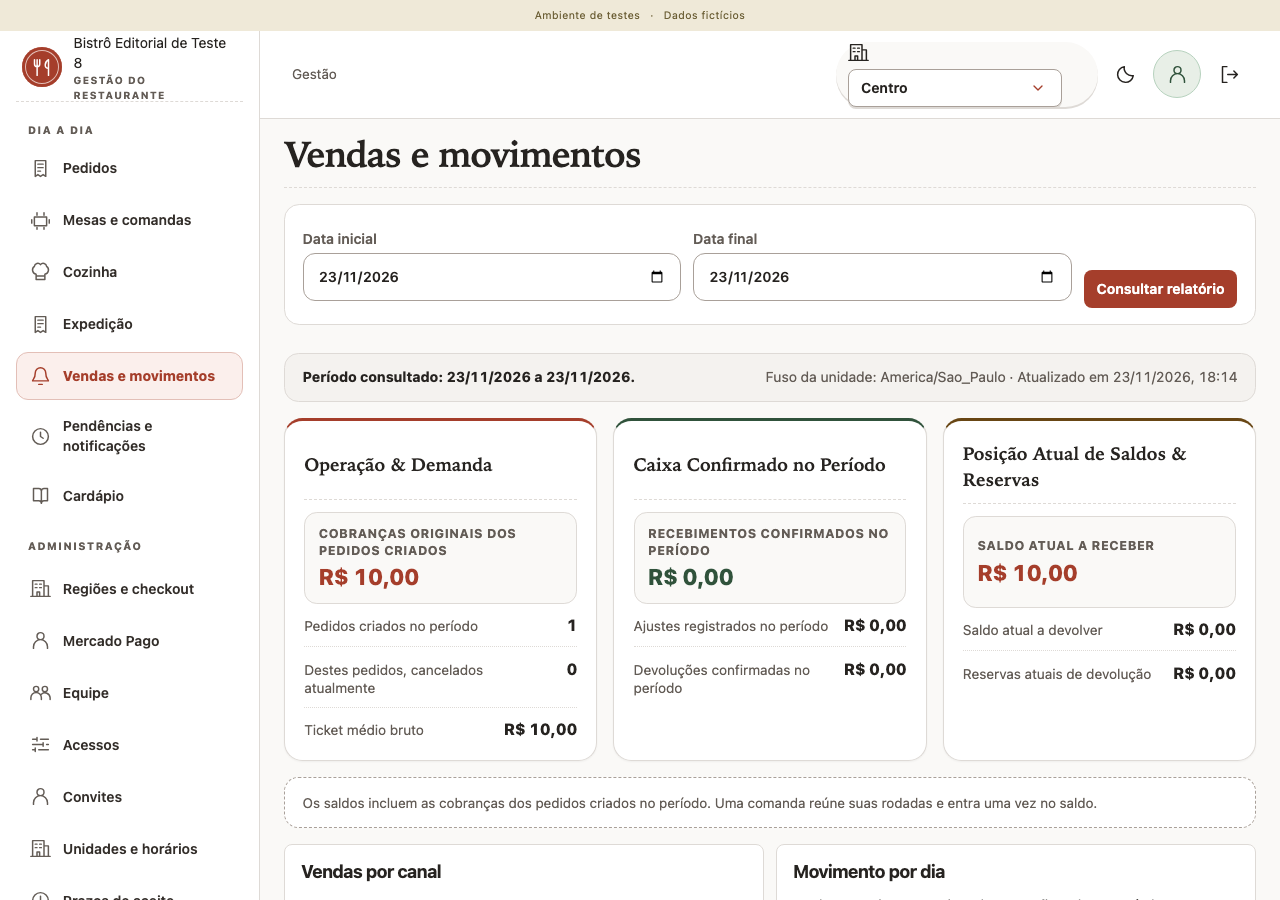 Ambiente de testes · Dados fictícios
Bistrô Editorial de Teste
8
GESTÃO DO
RESTAURANTE
DIA A DIA
Pedidos
Mesas e comandas
Cozinha
Expedição
Vendas e movimentos
Pendências e
notificações
Cardápio
ADMINISTRAÇÃO
Regiões e checkout
Mercado Pago
Equipe
Acessos
Convites
Unidades e horários
Gestão
Centro
Vendas e movimentos
Data inicial
23/11/2026
Data final
23/11/2026
Consultar relatório
Período consultado: 23/11/2026 a 23/11/2026.
Fuso da unidade: America/Sao_Paulo · Atualizado em 23/11/2026, 18:14
Operação & Demanda
COBRANÇAS ORIGINAIS DOS
PEDIDOS CRIADOS
R$ 10,00
Pedidos criados no período 1
Destes pedidos, cancelados
atualmente 0
Ticket médio bruto R$ 10,00
Caixa Confirmado no Período
RECEBIMENTOS CONFIRMADOS NO
PERÍODO
R$ 0,00
Ajustes registrados no período R$ 0,00
Devoluções confirmadas no
período R$ 0,00
Posição Atual de Saldos &
Reservas
SALDO ATUAL A RECEBER
R$ 10,00
Saldo atual a devolver R$ 0,00
Reservas atuais de devolução R$ 0,00
Os saldos incluem as cobranças dos pedidos criados no período. Uma comanda reúne suas rodadas e entra uma vez no saldo.
Vendas por canal
Movimento por dia